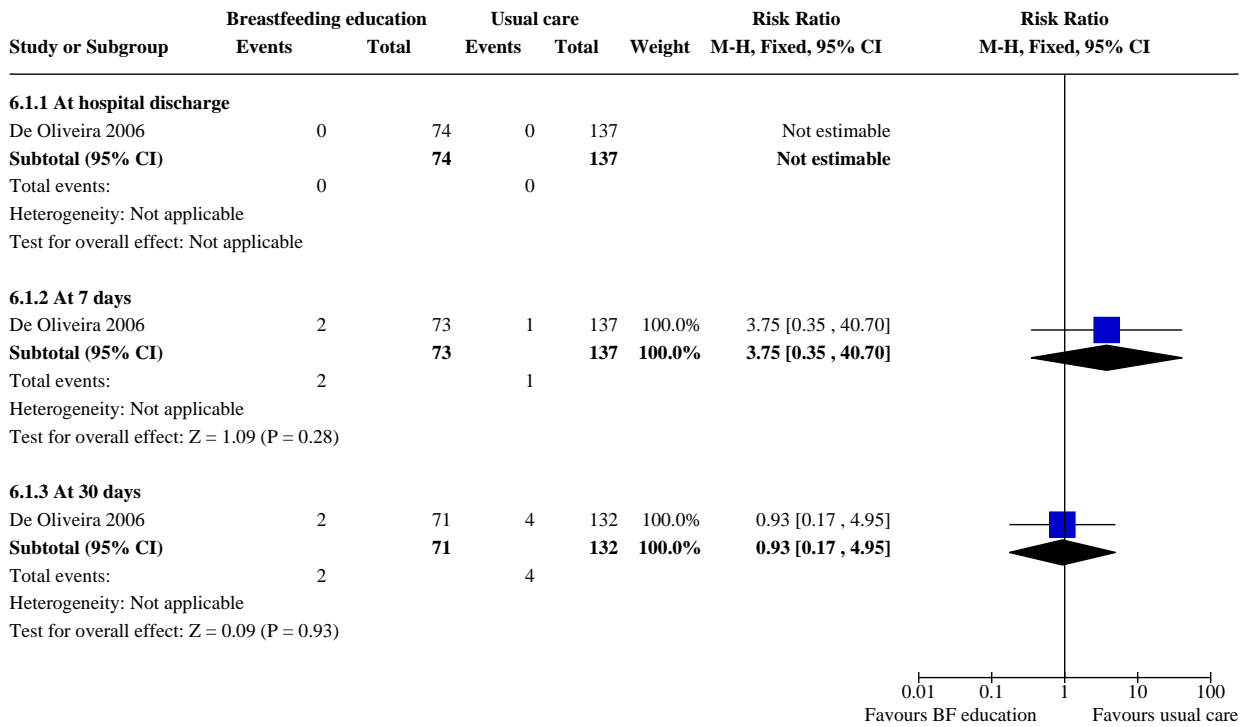 Breastfeeding education Usual care Risk Ratio Risk Ratio
Study or Subgroup Events Total Events Total Weight M-H, Fixed, 95% CI M-H, Fixed, 95% CI
6.1.1 At hospital discharge
De Oliveira 2006 0 74 0 137 Not estimable
Subtotal (95% CI) 74 137 Not estimable
Total events: 0 0
Heterogeneity: Not applicable
Test for overall effect: Not applicable
6.1.2 At 7 days
De Oliveira 2006 2 73 1 137 100.0% 3.75 [0.35 , 40.70]
Subtotal (95% CI) 73 137 100.0% 3.75 [0.35 , 40.70]
Total events: 2 1
Heterogeneity: Not applicable
Test for overall effect: Z = 1.09 (P = 0.28)
6.1.3 At 30 days
De Oliveira 2006 2 71 4 132 100.0% 0.93 [0.17 , 4.95]
Subtotal (95% CI) 71 132 100.0% 0.93 [0.17 , 4.95]
Total events: 2 4
Heterogeneity: Not applicable
Test for overall effect: Z = 0.09 (P = 0.93)
0.01 0.1 1 10 100
Favours BF education Favours usual care